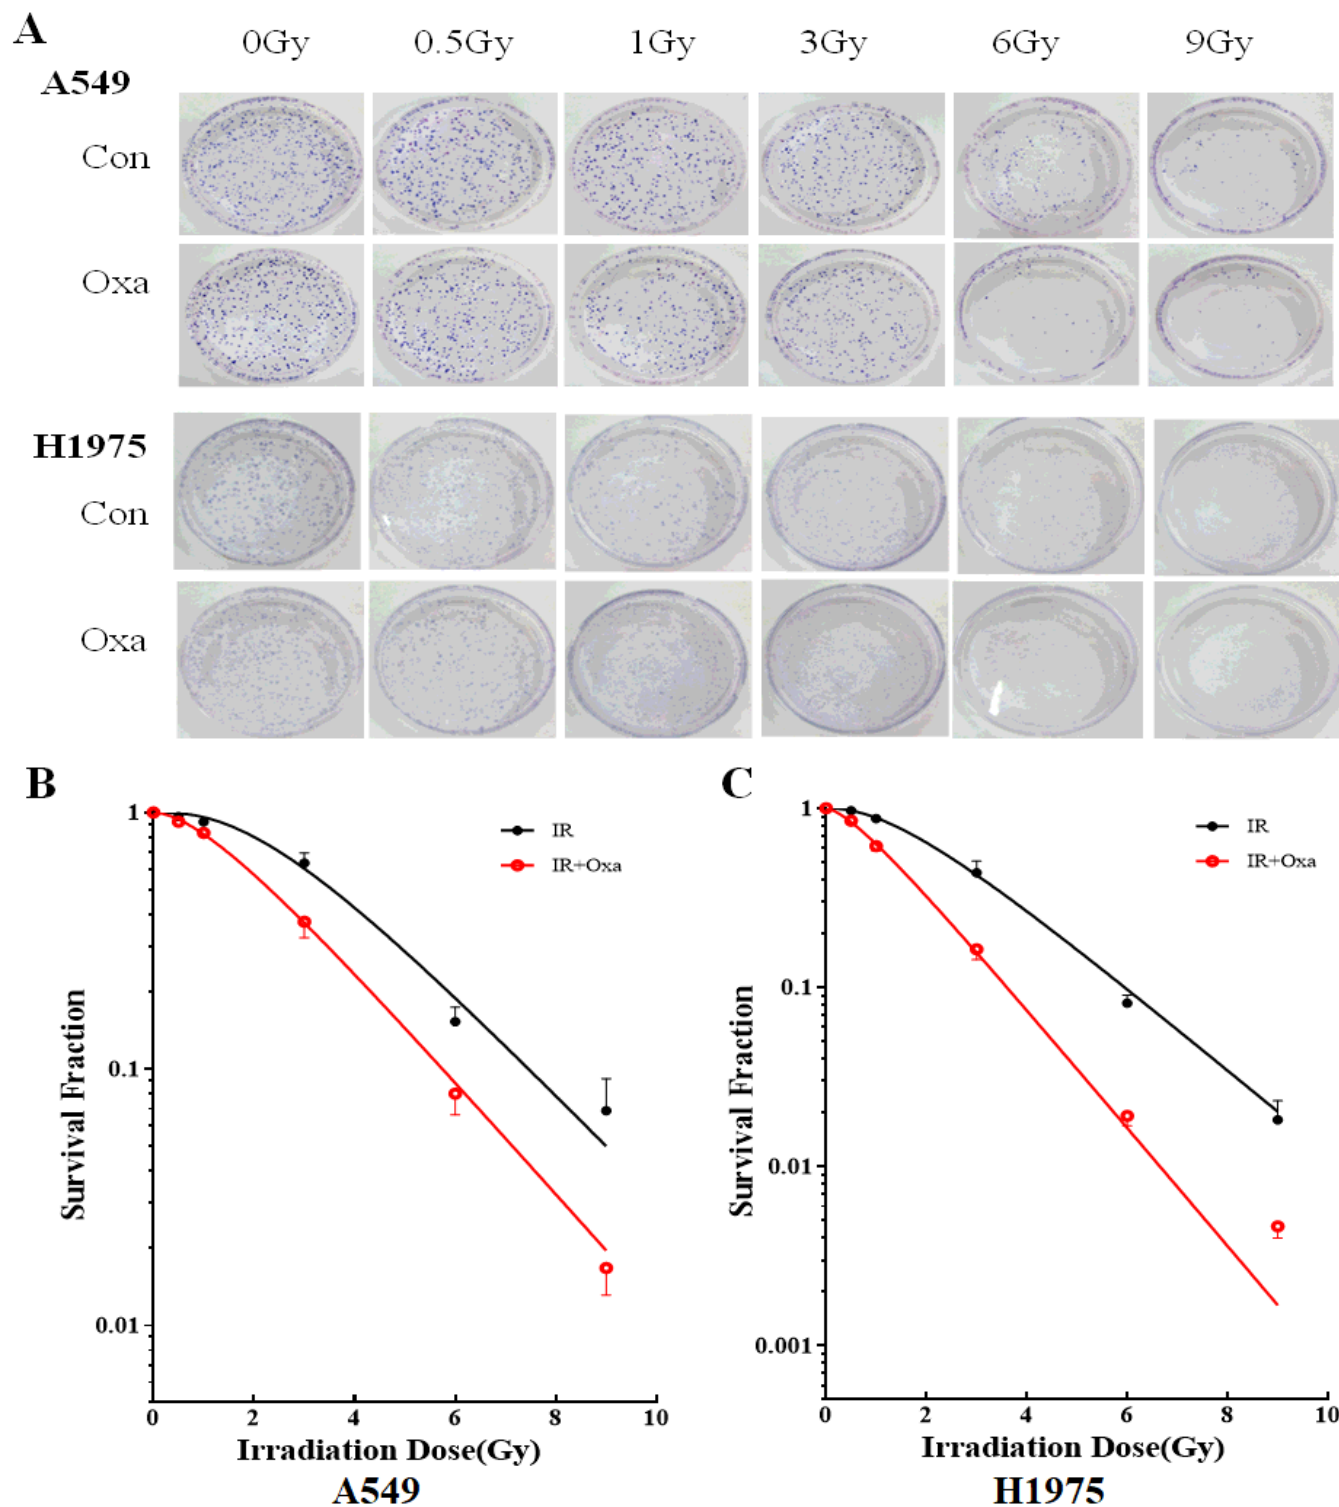 A
0Gy 0.5Gy 1Gy 3Gy 6Gy 9Gy
A549
Con
Oxa
H1975
Con
Oxa
B
1
0.1
0.01
Survival Fraction
IR
IR+Oxa
0 2 4 6 8 10
Irradiation Dose(Gy)
A549
C
1
0.1
0.01
0.001
Survival Fraction
IR
IR+Oxa
0 2 4 6 8 10
Irradiation Dose(Gy)
H1975